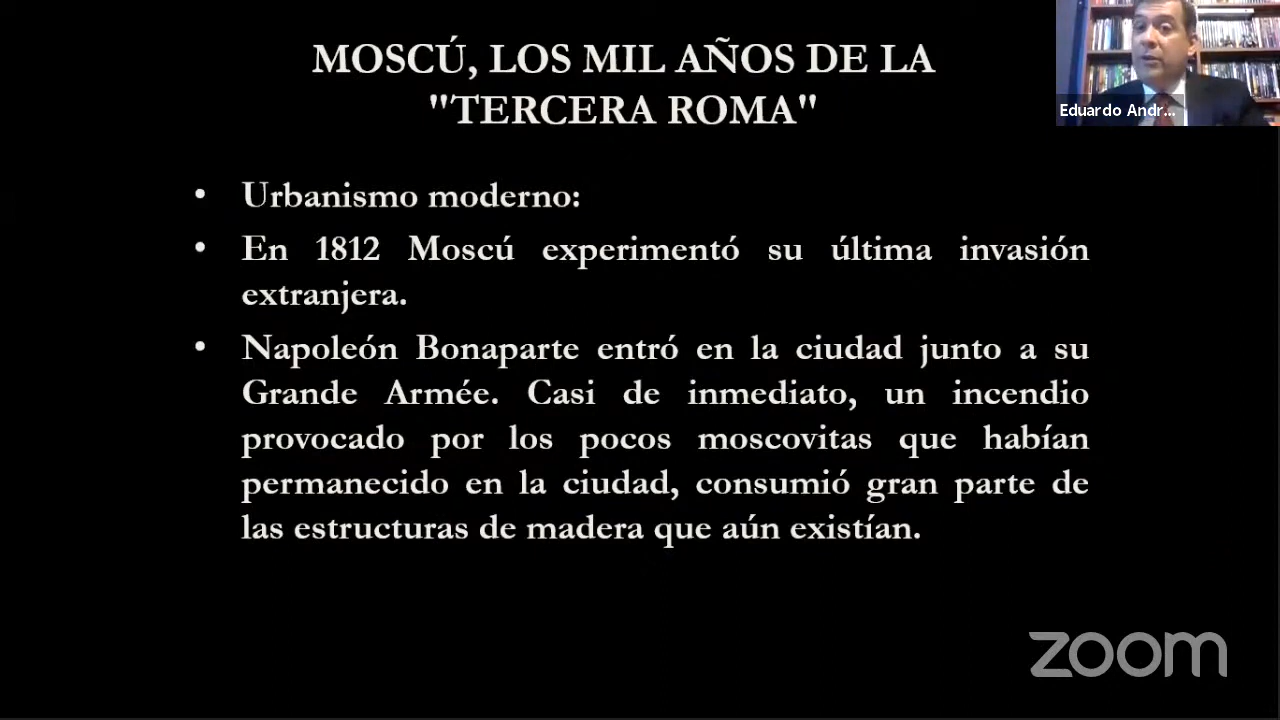 MOSCÚ, LOS MIL AÑOS DE LA
"TERCERA ROMA"
• Urbanismo moderno:
• En 1812 Moscú experimentó su última invasión
extranjera.
• Napoleón Bonaparte entró en la ciudad junto a su
Grande Armée. Casi de inmediato, un incendio
provocado por los pocos moscovitas que habían
permanecido en la ciudad, consumió gran parte de
las estructuras de madera que aún existían.
Eduardo Andr...
zoom